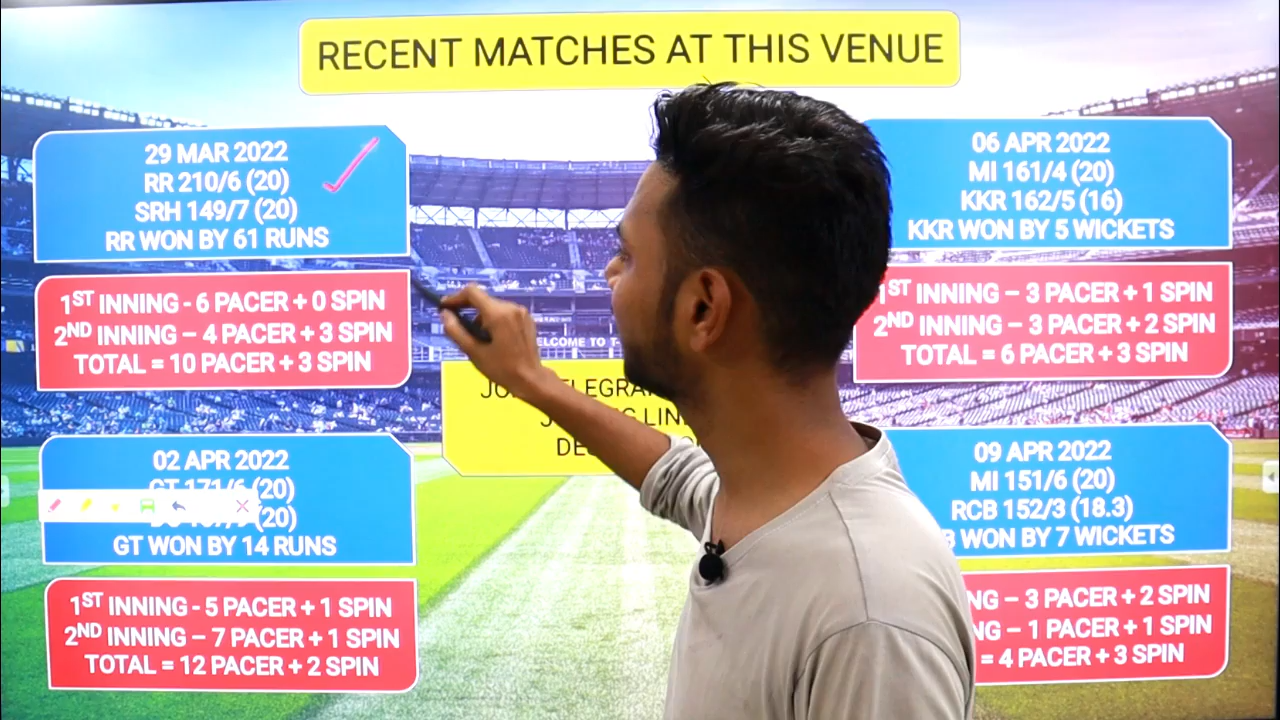 RECENT MATCHES AT THIS VENUE
29 MAR 2022
RR 210/6 (20)
SRH 149/7 (20)
RR WON BY 61 RUNS
1ST INNING - 6 PACER + 0 SPIN
2ND INNING – 4 PACER + 3 SPIN
TOTAL = 10 PACER + 3 SPIN
02 APR 2022
GT 171/6 (20)
(20)
GT WON BY 14 RUNS
1ST INNING - 5 PACER + 1 SPIN
2ND INNING – 7 PACER + 1 SPIN
TOTAL = 12 PACER + 2 SPIN
ELCOME TO T-
06 APR 2022
MI 161/4 (20)
KKR 162/5 (16)
KKR WON BY 5 WICKETS
1ST INNING – 3 PACER + 1 SPIN
2ND INNING – 3 PACER + 2 SPIN
TOTAL = 6 PACER + 3 SPIN
09 APR 2022
MI 151/6 (20)
RCB 152/3 (18.3)
B WON BY 7 WICKETS
NG – 3 PACER + 2 SPIN
NG – 1 PACER + 1 SPIN
= 4 PACER + 3 SPIN